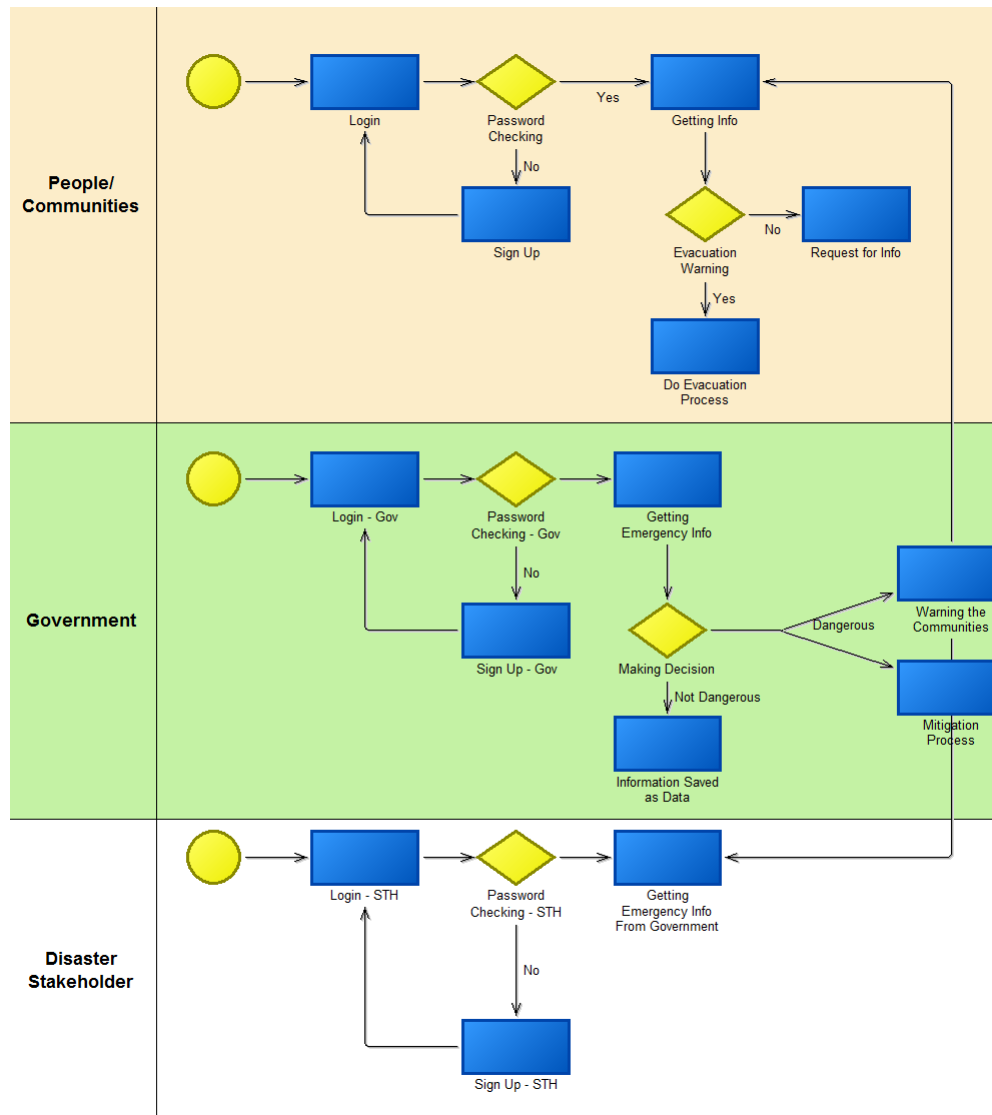 Login
Password
Checking
Yes
Getting Info
No
Sign Up
People/
Communities
Evacuation
Warning
No
Request for Info
Yes
Do Evacuation
Process
Login - Gov
Password
Checking - Gov
Getting
Emergency Info
No
Government
Sign Up - Gov
Making Decision
Dangerous
Warning the
Communities
Not Dangerous
Mitigation
Process
Information Saved
as Data
Login - STH
Password
Checking - STH
Getting
Emergency Info
From Government
Disaster
Stakeholder
No
Sign Up - STH